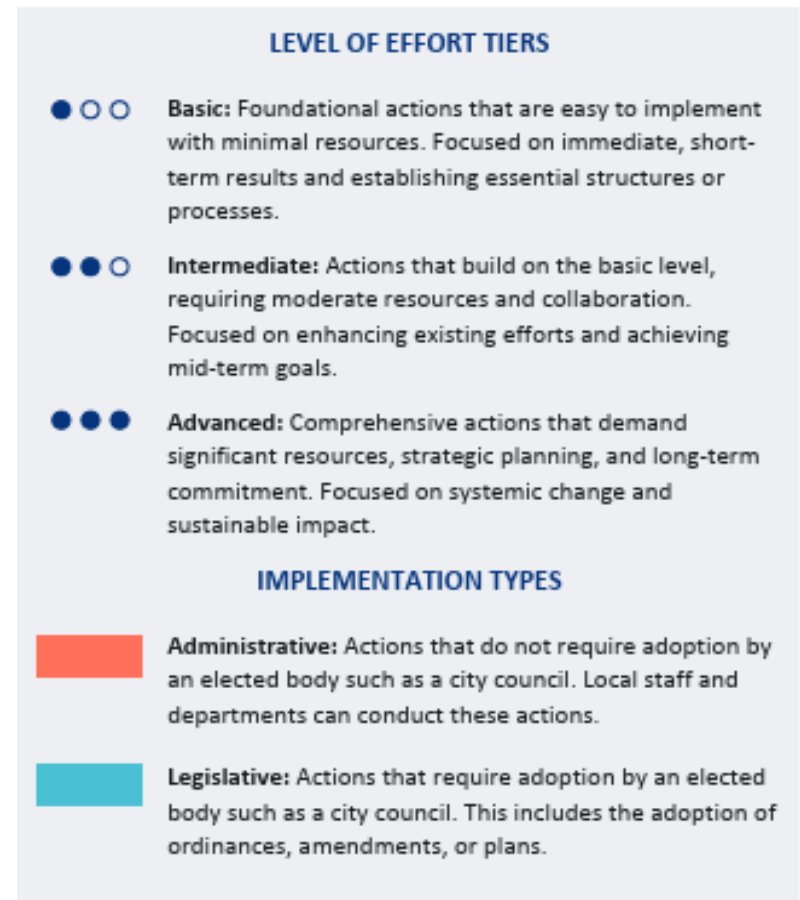 LEVEL OF EFFORT TIERS
Basic: Foundational actions that are easy to implement
with minimal resources. Focused on immediate, short-
term results and establishing essential structures or
processes.
Intermediate: Actions that build on the basic level,
requiring moderate resources and collaboration.
Focused on enhancing existing efforts and achieving
mid-term goals.
Advanced: Comprehensive actions that demand
significant resources, strategic planning, and long-term
commitment. Focused on systemic change and
sustainable impact.
IMPLEMENTATION TYPES
Administrative: Actions that do not require adoption by
an elected body such as a city council. Local staff and
departments can conduct these actions.
Legislative: Actions that require adoption by an elected
body such as a city council. This includes the adoption of
ordinances, amendments, or plans.